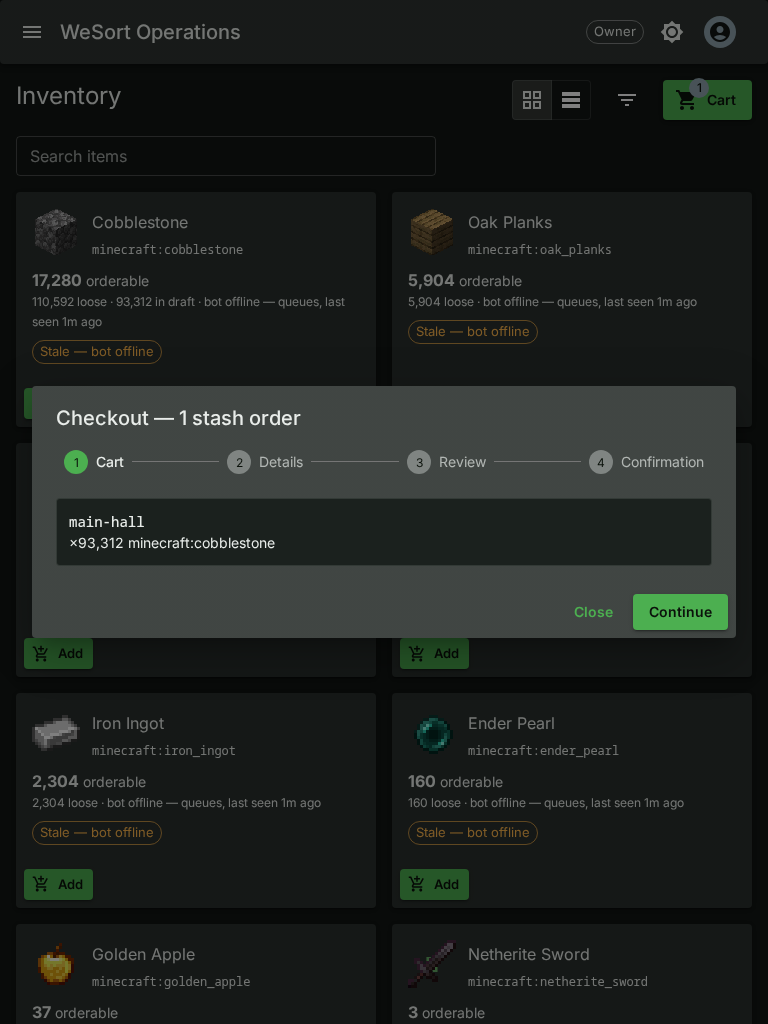 WeSort Operations
Owner
Inventory
1
Cart
Search items
Cobblestone
minecraft:cobblestone
17,280 orderable
110,592 loose · 93,312 in draft · bot offline — queues, last
seen 1m ago
Stale — bot offline
Oak Planks
minecraft:oak_planks
5,904 orderable
5,904 loose · bot offline — queues, last seen 1m ago
Stale — bot offline
Checkout — 1 stash order
1 Cart
2 Details
3 Review
4 Confirmation
main-hall
×93,312 minecraft:cobblestone
Close
Continue
Add
Add
Iron Ingot
minecraft:iron_ingot
2,304 orderable
2,304 loose · bot offline — queues, last seen 1m ago
Stale — bot offline
Add
Ender Pearl
minecraft:ender_pearl
160 orderable
160 loose · bot offline — queues, last seen 1m ago
Stale — bot offline
Add
Golden Apple
minecraft:golden_apple
37 orderable
Netherite Sword
minecraft:netherite_sword
3 orderable